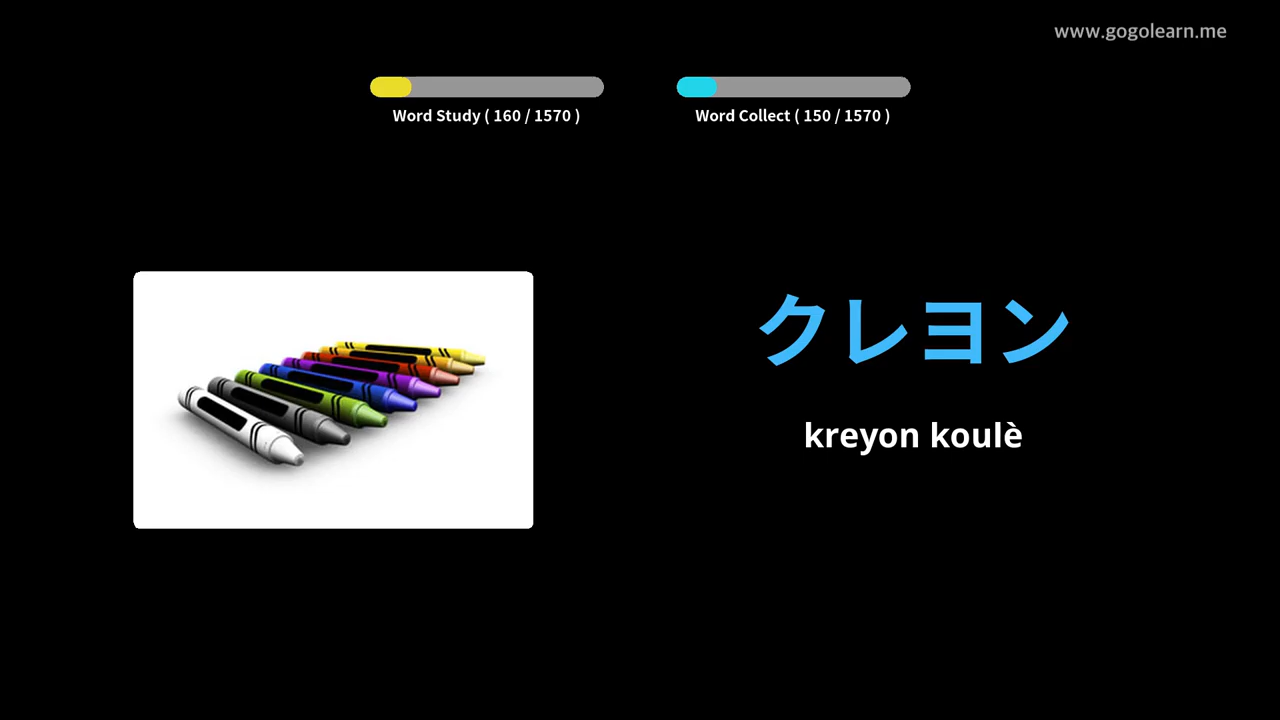 www.gogolearn.me
Word Study ( 160 / 1570 )
Word Collect ( 150 / 1570 )
クレヨン
kreyon koulè